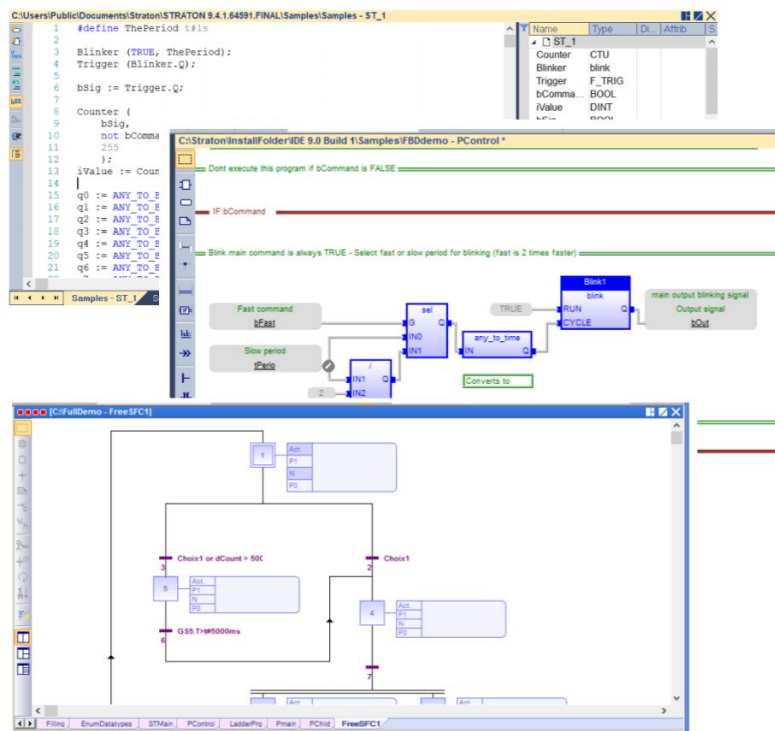 C:\Users\Public\Documents\Straton\STRATON 9.4.1.64591.FINAL\Samples\Samples - ST_1
1 #define ThePeriod t#1s
2
3 Blinker (TRUE, ThePeriod);
4 Trigger (Blinker.Q);
5
6 bSig := Trigger.Q;
7
8 Counter (
9 bSig,
10 not bComma
11 255
12 );
13 iValue := Coun
14
15 q0 := ANY_TO_B
16 q1 := ANY_TO_B
17 q2 := ANY_TO_B
18 q3 := ANY_TO_B
19 q4 := ANY_TO_B
20 q5 := ANY_TO_B
21 q6 := ANY_TO_B
Samples - ST_1
Name Type Di... Attrib. S
ST_1
Counter CTU
Blinker blink
Trigger F_TRIG
bComma... BOOL
iValue DINT
C:\Straton\InstallFolder\IDE 9.0 Build 1\Samples\FBDdemo - PControl *
Dont execute this program if bCommand is FALSE
IF:bCommand
Blink main command is always TRUE - Select fast or slow period for blinking (fast is 2 times faster)
Fast command
bFast
Slow period
tPerio
2
/
IN1 Q
IN2
sel
G Q
IN0
IN1
any_to_time
IN Q
Converts to
TRUE
Blink1
blink
RUN Q
CYCLE
main output blinking signal
Output signal
bOut
[C:\FullDemo - FreeSFC1]
1
Act.
P1
N
P0
Choix1 or dCount > 500
3
Choix1
2
5
Act.
P1
N
P0
4
Act.
P1
N
P0
GS5.T>t#5000ms
6
7
Act
Act
Filling EnumDatatypes STMain PControl LadderPrg Pmain PChild FreeSFC1